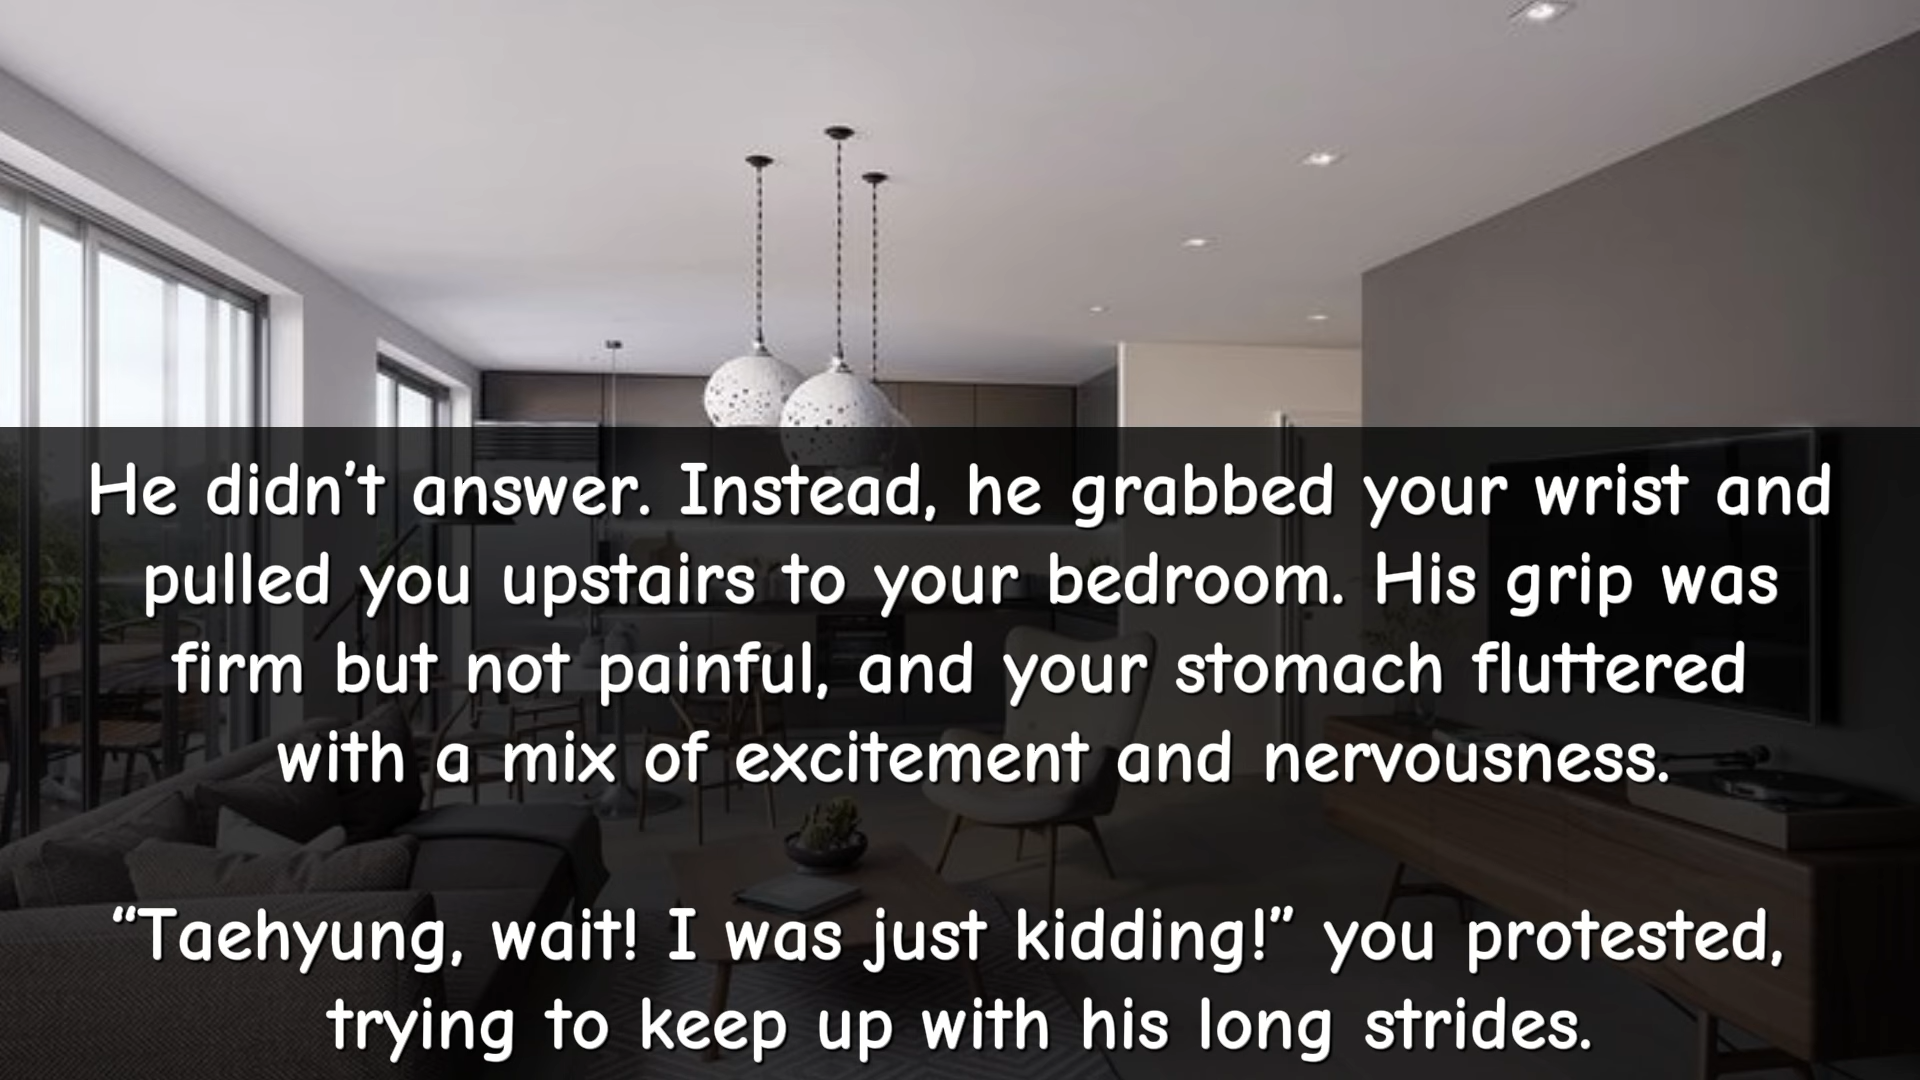 He didn’t answer. Instead, he grabbed your wrist and
pulled you upstairs to your bedroom. His grip was
firm but not painful, and your stomach fluttered
with a mix of excitement and nervousness.
“Taehyung, wait! I was just kidding!” you protested,
trying to keep up with his long strides.